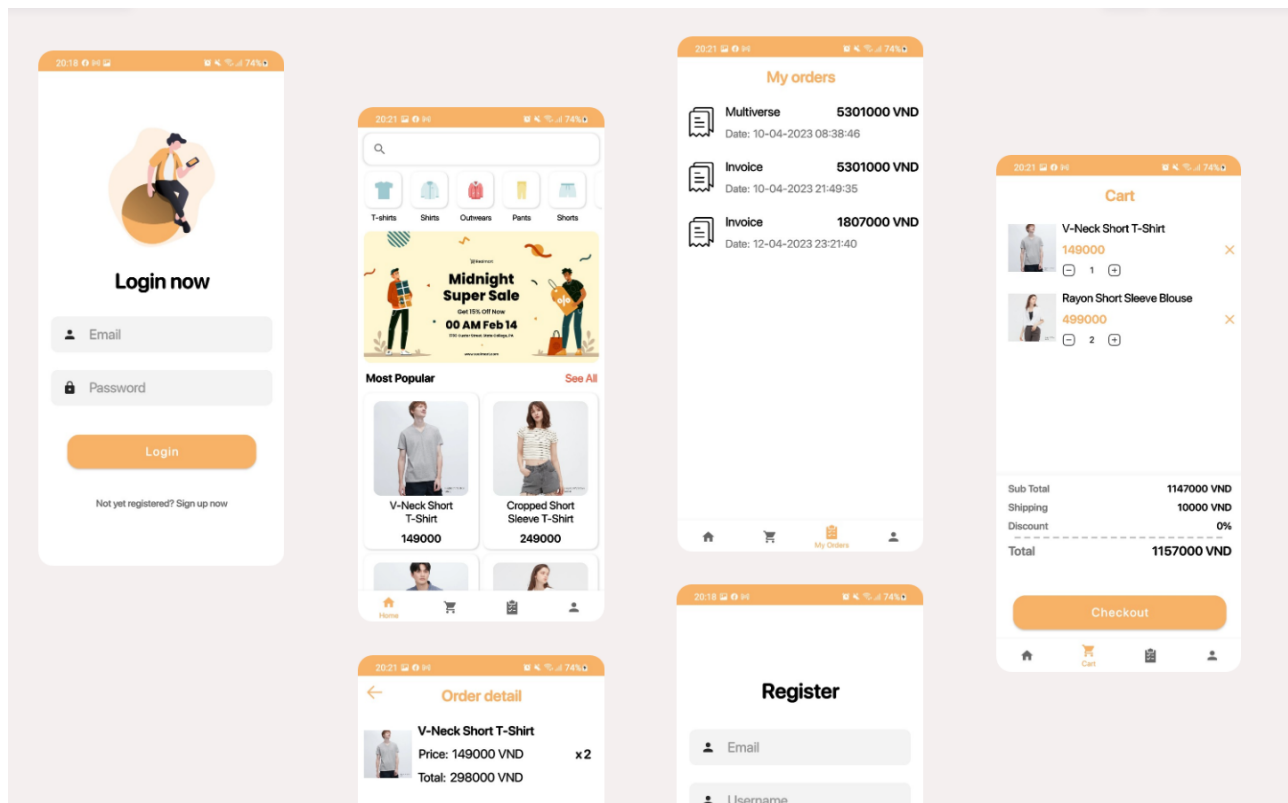 20:18
74%
Login now
Email
Password
Login
Not yet registered? Sign up now
20:21
74%
T-shirts
Shirts
Outwears
Pants
Shorts
Midnight
Super Sale
Get 15% Off Now
00 AM Feb 14
Most Popular
See All
V-Neck Short
T-Shirt
149000
Cropped Short
Sleeve T-Shirt
249000
Home
20:21
74%
Order detail
V-Neck Short T-Shirt
Price: 149000 VND
x2
Total: 298000 VND
20:21
74%
My orders
Multiverse
5301000 VND
Date: 10-04-2023 08:38:46
Invoice
5301000 VND
Date: 10-04-2023 21:49:35
Invoice
1807000 VND
Date: 12-04-2023 23:21:40
My Orders
20:18
74%
Register
Email
Username
20:21
74%
Cart
V-Neck Short T-Shirt
149000
1
Rayon Short Sleeve Blouse
499000
2
Sub Total
1147000 VND
Shipping
10000 VND
Discount
0%
Total
1157000 VND
Checkout
Cart